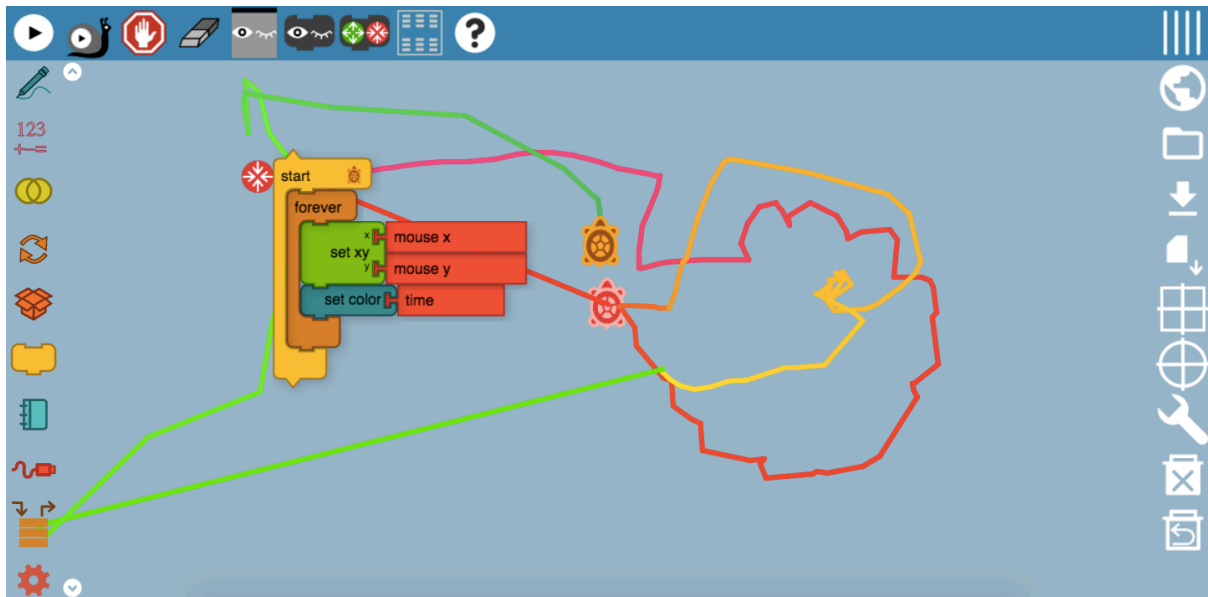 ?
123
start
forever
x
mouse x
set xy
y
mouse y
set color
time